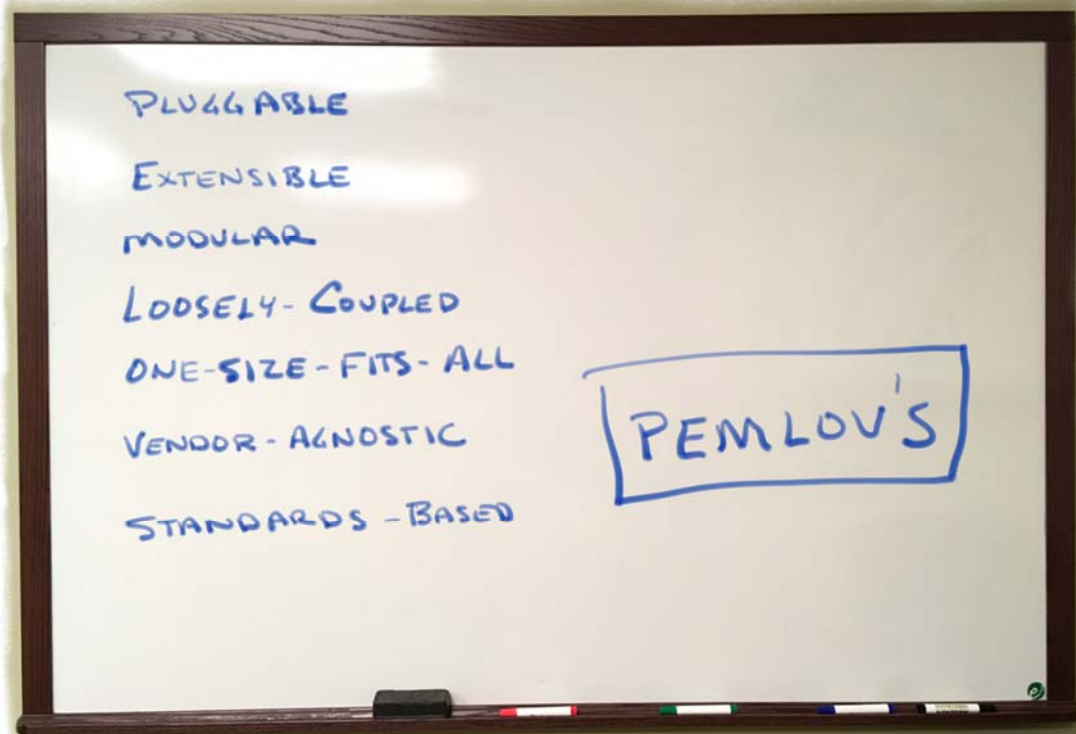 PLUGGABLE
EXTENSIBLE
MODULAR
LOOSELY-COUPLED
ONE-SIZE-FITS-ALL
VENDOR-AGNOSTIC
STANDARDS-BASED
PEMLOV'S